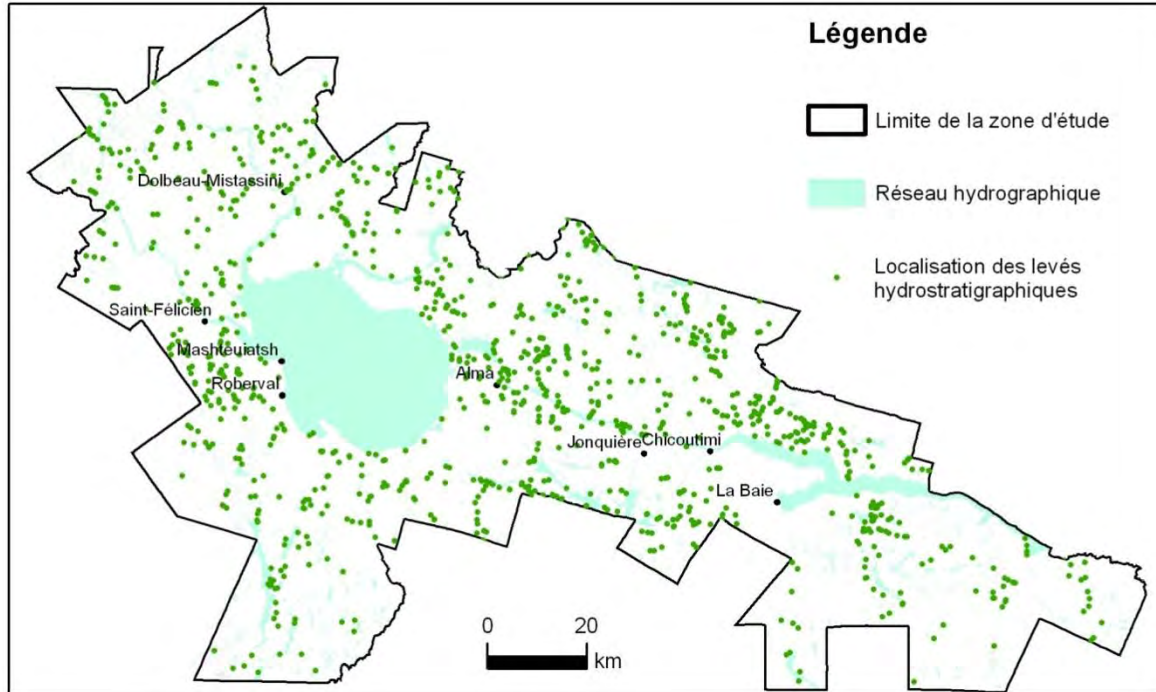 Légende
Limite de la zone d'étude
Réseau hydrographique
Localisation des levés
hydrostratigraphiques
Dolbeau-Mistassini
Saint-Félicien
Mashteuiatsh
Roberval
Alma
Jonquière
Chicoutimi
La Baie
0 20
km